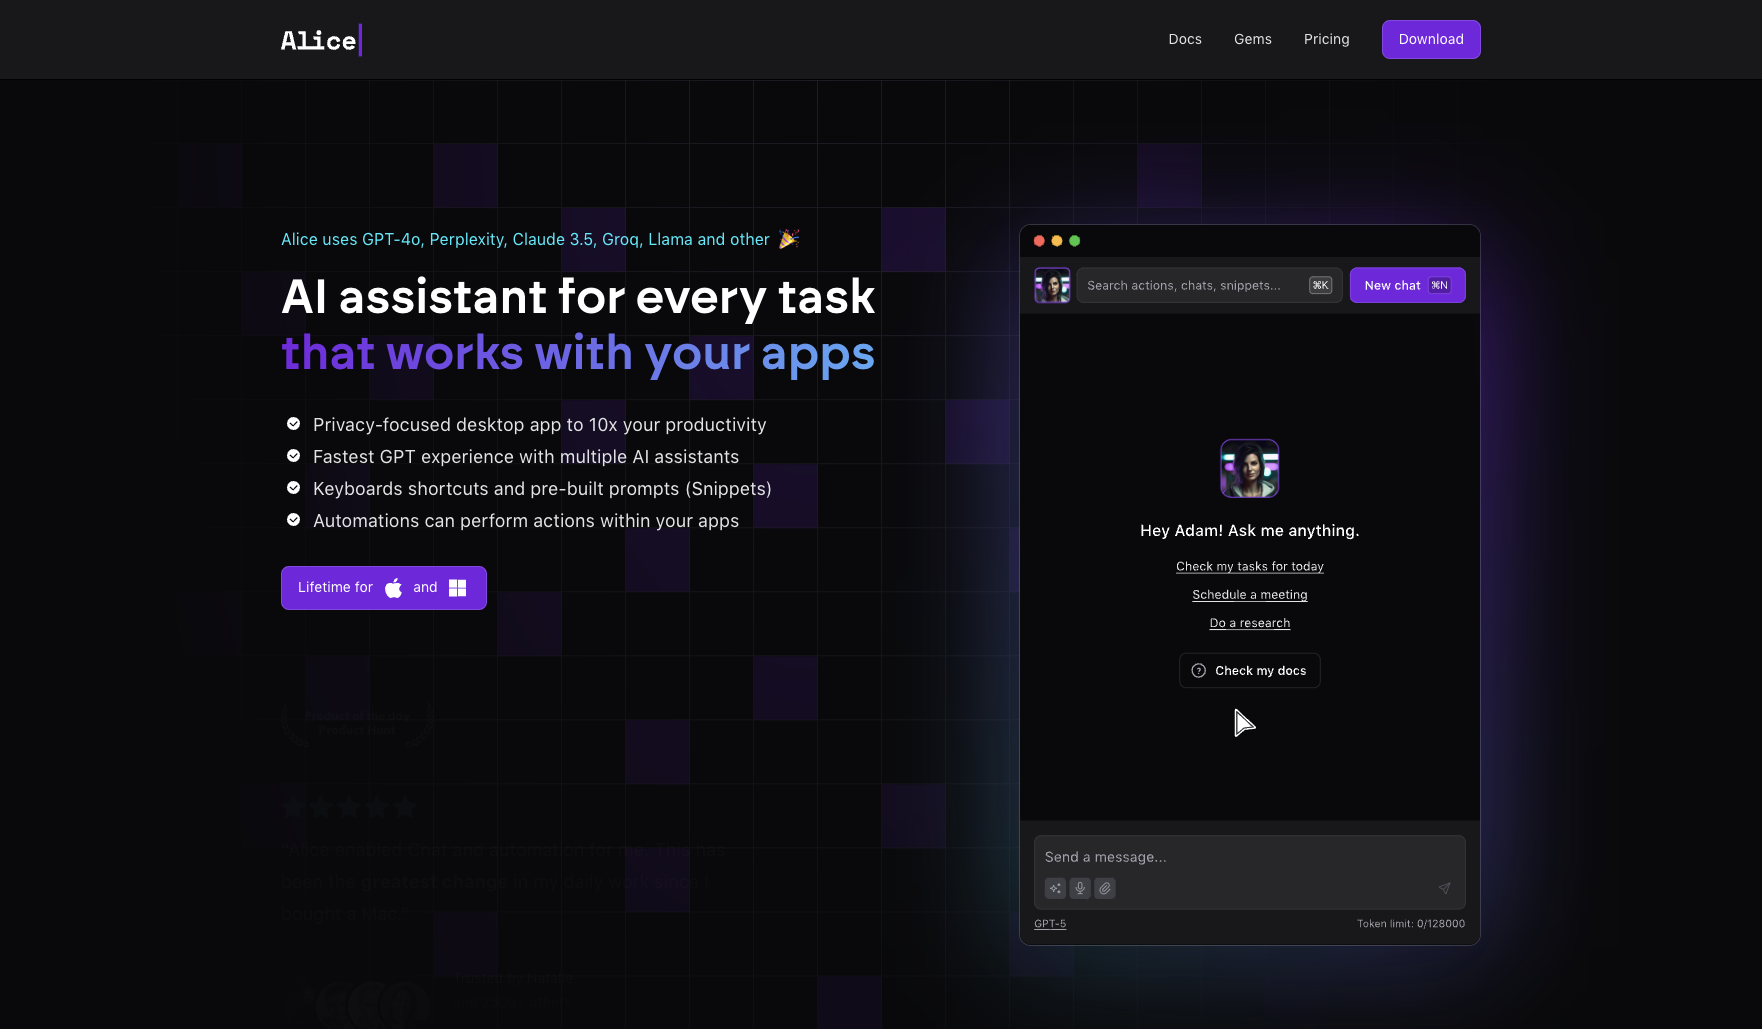 Alice
Docs
Gems
Pricing
Download
Alice uses GPT-4o, Perplexity, Claude 3.5, Groq, Llama and other 🎉
AI assistant for every task
that works with your apps
Privacy-focused desktop app to 10x your productivity
Fastest GPT experience with multiple AI assistants
Keyboards shortcuts and pre-built prompts (Snippets)
Automations can perform actions within your apps
Lifetime for and
Product of the day
Product Hunt
"Alice enabled Chat and automation for me. This has
been the greatest change in my daily work since I
bought a Mac"
Search actions, chats, snippets...
⌘K
New chat ⌘N
Hey Adam! Ask me anything.
Check my tasks for today
Schedule a meeting
Do a research
Check my docs
Send a message...
GPT-5
Token limit: 0/128000